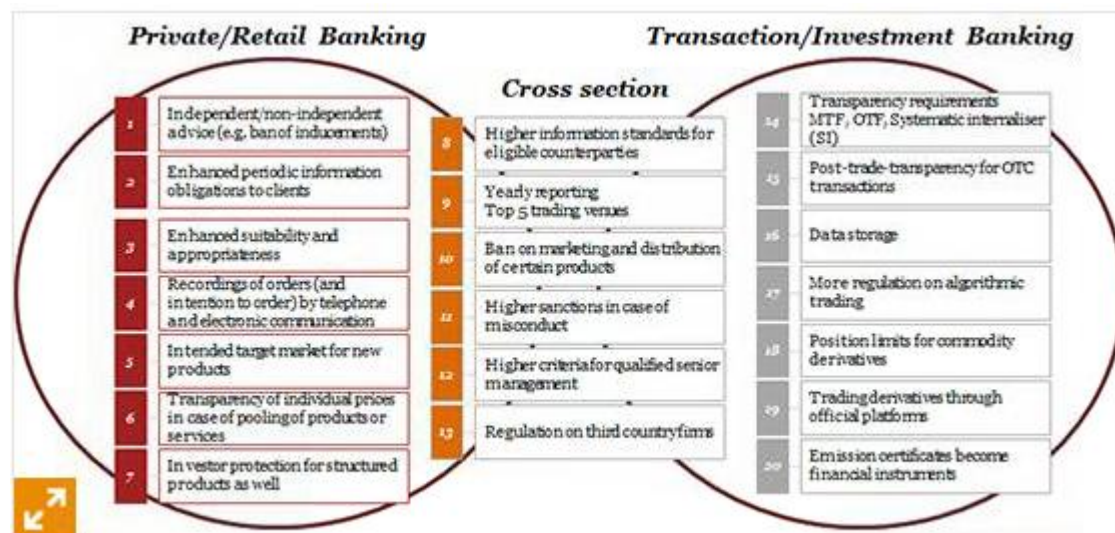 Private/Retail Banking
1
Independent/non-independent
advice (e.g. ban of inducements)
2
Enhanced periodic information
obligations to clients
3
Enhanced suitability and
appropriateness
4
Recordings of orders (and
intention to order) by telephone
and electronic communication
5
Intended target market for new
products
6
Transparency of individual prices
in case of pooling of products or
services
7
Investor protection for structured
products as well
Cross section
8
Higher information standards for
eligible counterparties
9
Yearly reporting
Top 5 trading venues
10
Ban on marketing and distribution
of certain products
11
Higher sanctions in case of
misconduct
12
Higher criteria for qualified senior
management
13
Regulation on third country firms
Transaction/Investment Banking
14
Transparency requirements
MTF, OTF, Systematic internaliser
(SI)
15
Post-trade-transparency for OTC
transactions
16
Data storage
17
More regulation on algorithmic
trading
18
Position limits for commodity
derivatives
19
Trading derivatives through
official platforms
20
Emission certificates become
financial instruments